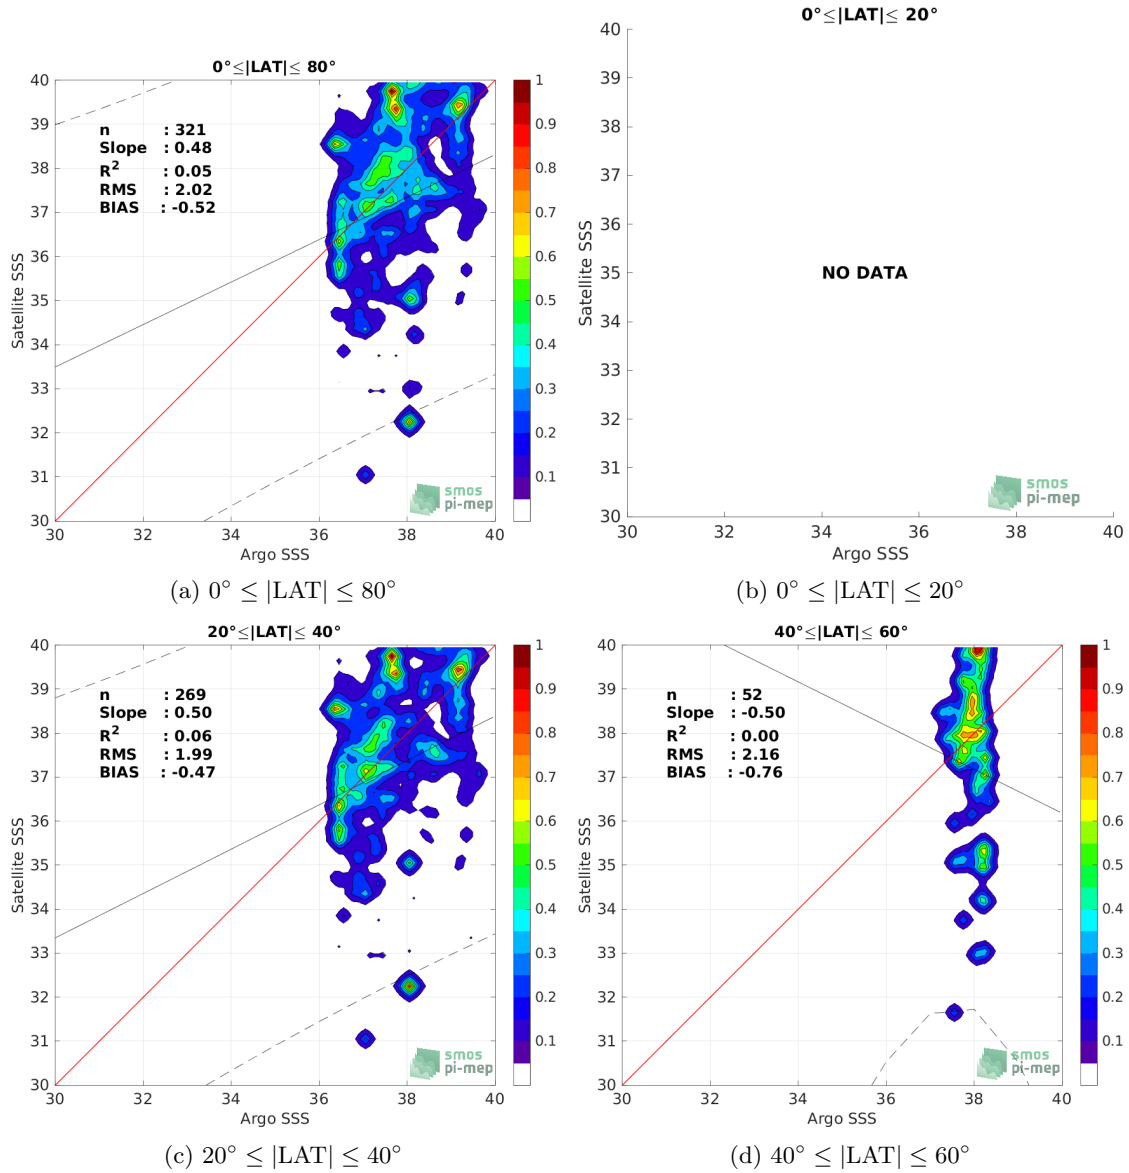 0°≤|LAT|≤ 80°
40
39
38
37
36
35
34
33
32
31
30
Satellite SSS
n : 321
Slope : 0.48
R² : 0.05
RMS : 2.02
BIAS : -0.52
30 32 34 36 38 40
Argo SSS
1
0.9
0.8
0.7
0.6
0.5
0.4
0.3
0.2
0.1
smos
pi-mep
(a) 0° ≤ |LAT| ≤ 80°
0°≤|LAT|≤ 20°
40
39
38
37
36
35
34
33
32
31
30
Satellite SSS
NO DATA
30 32 34 36 38 40
Argo SSS
smos
pi-mep
(b) 0° ≤ |LAT| ≤ 20°
20°≤|LAT|≤ 40°
40
39
38
37
36
35
34
33
32
31
30
Satellite SSS
n : 269
Slope : 0.50
R² : 0.06
RMS : 1.99
BIAS : -0.47
30 32 34 36 38 40
Argo SSS
1
0.9
0.8
0.7
0.6
0.5
0.4
0.3
0.2
0.1
smos
pi-mep
(c) 20° ≤ |LAT| ≤ 40°
40°≤|LAT|≤ 60°
40
39
38
37
36
35
34
33
32
31
30
Satellite SSS
n : 52
Slope : -0.50
R² : 0.00
RMS : 2.16
BIAS : -0.76
30 32 34 36 38 40
Argo SSS
1
0.9
0.8
0.7
0.6
0.5
0.4
0.3
0.2
0.1
smos
pi-mep
(d) 40° ≤ |LAT| ≤ 60°